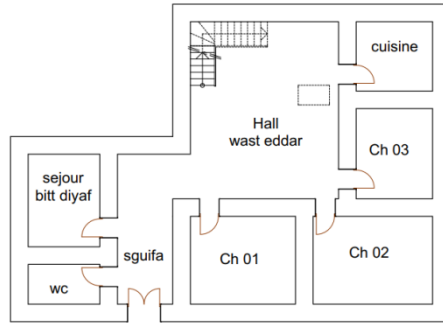 cuisine
Hall
wast eddar
Ch 03
sejour
bitt diyaf
sguifa
Ch 01
Ch 02
wc